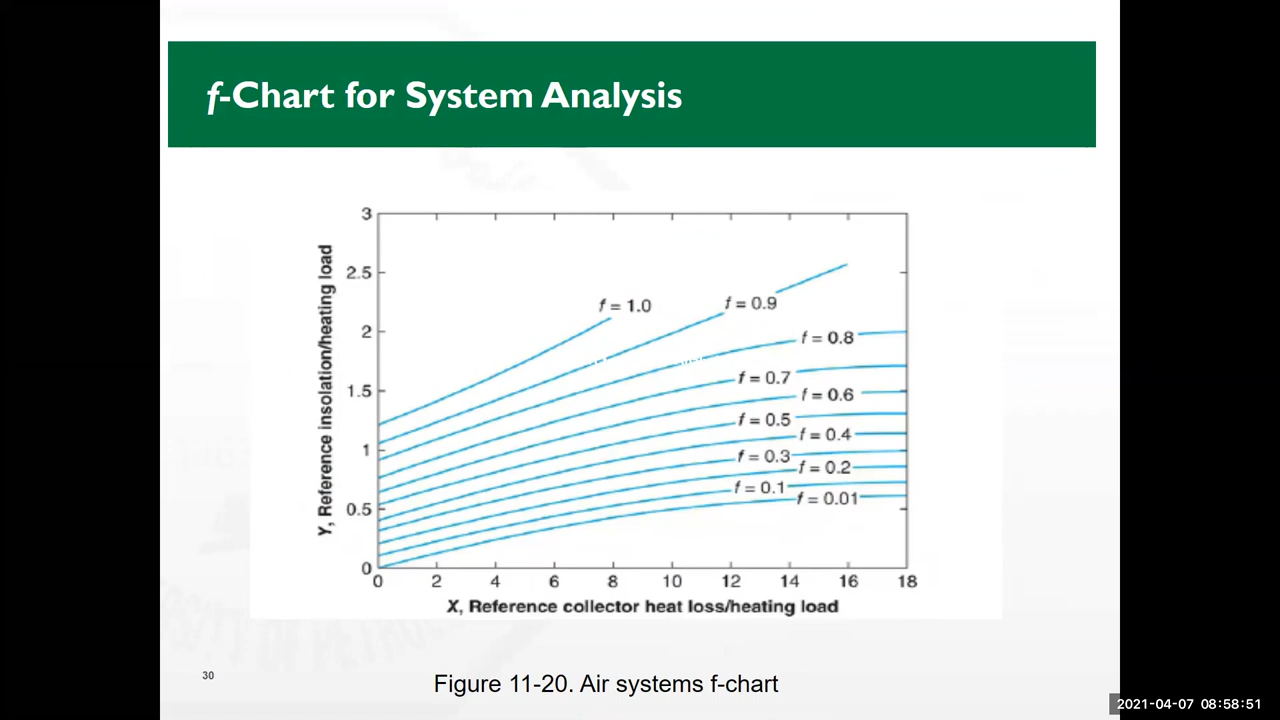 f-Chart for System Analysis
3
2.5
2
1.5
1
0.5
0
Y, Reference insolation/heating load
f = 1.0
f = 0.9
f = 0.8
f = 0.7
f = 0.6
f = 0.5
f = 0.4
f = 0.3
f = 0.2
f = 0.1
f = 0.01
0 2 4 6 8 10 12 14 16 18
X, Reference collector heat loss/heating load
30
Figure 11-20. Air systems f-chart
2021-04-07 08:58:51